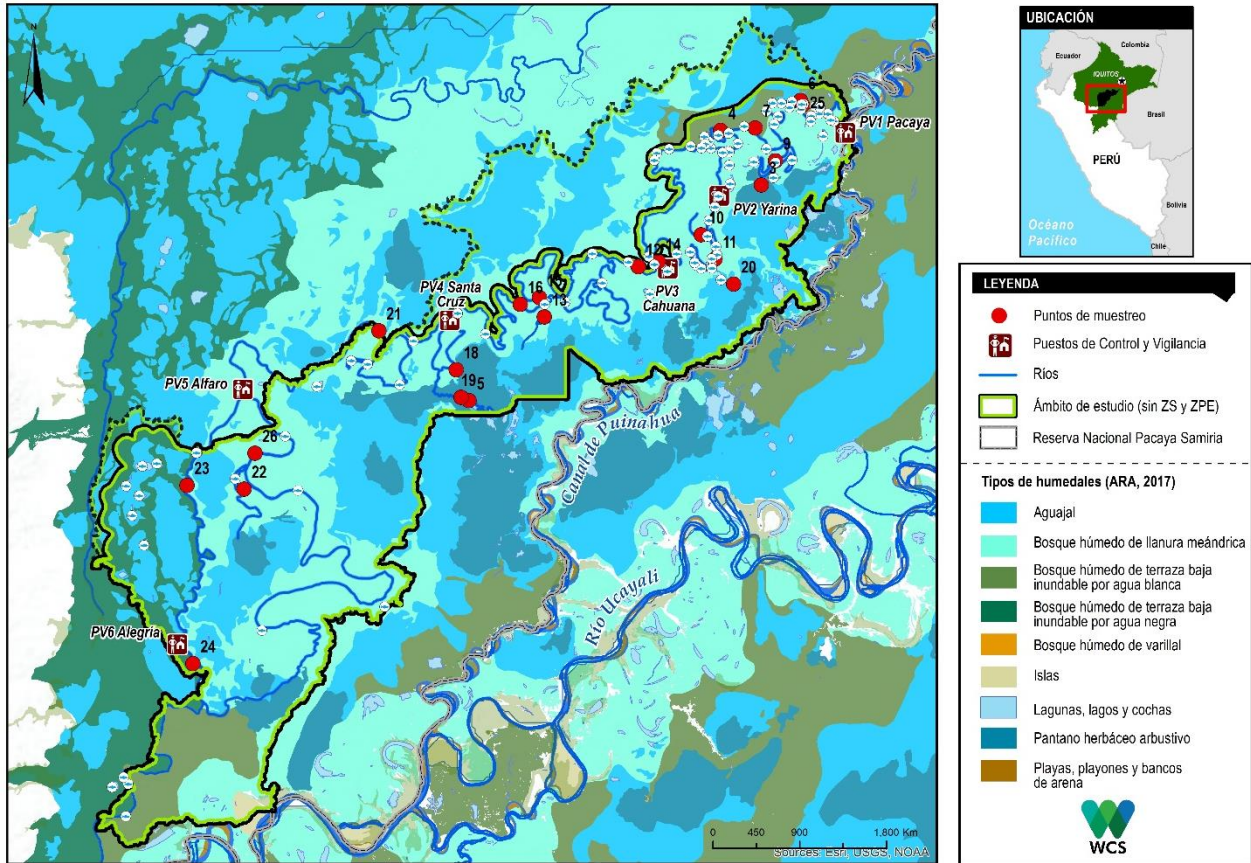 N
6
25
4
7
PV1 Pacaya
9
3
PV2 Yarina
10
11
12
14
20
PV3
Cahuana
PV4 Santa
Cruz
16
13
21
18
19
5
PV5 Alfaro
Canal de Puinahua
26
23
22
Río Ucayali
PV6 Alegría
24
0 450 900 1.800 Km
Sources: Esri, USGS, NOAA
UBICACIÓN
Ecuador
Colombia
IQUITOS
Brasil
PERÚ
Bolivia
Océano
Pacífico
Chile
LEYENDA
Puntos de muestreo
Puestos de Control y Vigilancia
Ríos
Ámbito de estudio (sin ZS y ZPE)
Reserva Nacional Pacaya Samiria
Tipos de humedales (ARA, 2017)
Aguajal
Bosque húmedo de llanura meándrica
Bosque húmedo de terraza baja
inundable por agua blanca
Bosque húmedo de terraza baja
inundable por agua negra
Bosque húmedo de varillal
Islas
Lagunas, lagos y cochas
Pantano herbáceo arbustivo
Playas, playones y bancos
de arena
WCS